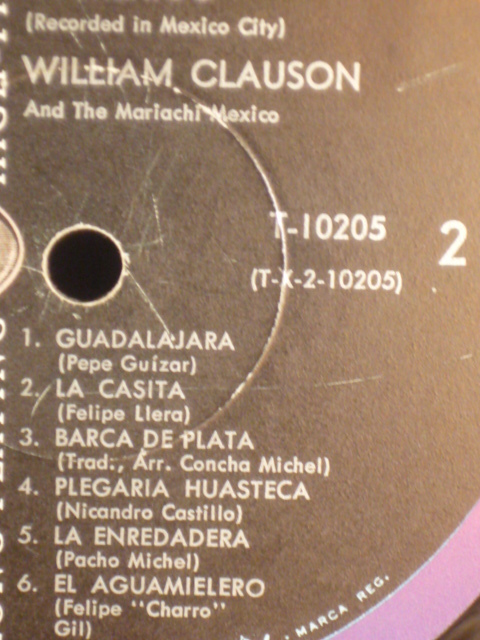 (Recorded in Mexico City)
WILLIAM CLAUSON
And The Mariachi Mexico
T-10205
2
(T-X-2-10205)
1. GUADALAJARA
(Pepe Guízar)
2. LA CASITA
(Felipe Llera)
3. BARCA DE PLATA
(Trad:, Arr. Concha Michel)
4. PLEGARIA HUASTECA
(Nicandro Castillo)
5. LA ENREDADERA
(Pacho Michel)
6. EL AGUAMIELERO
(Felipe "Charro"
Gil)
MARCA REG.